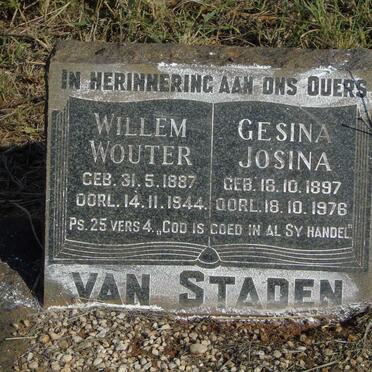 IN HERINNERING AAN ONS OUERS
WILLEM
WOUTER
GEB. 31.5.1887
OORL. 14.11.1944.
GESINA
JOSINA
GEB. 18.10.1897
OORL. 18.10.1976
PS. 25 VERS 4. „GOD IS GOED IN AL SY HANDEL"
VAN STADEN